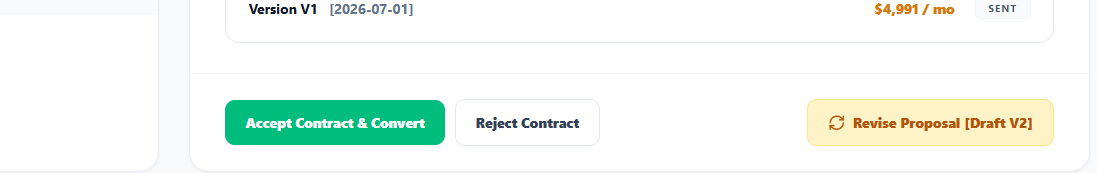 Version V1 [2026-07-01] $4,991 / mo SENT
Accept Contract & Convert Reject Contract Revise Proposal [Draft V2]